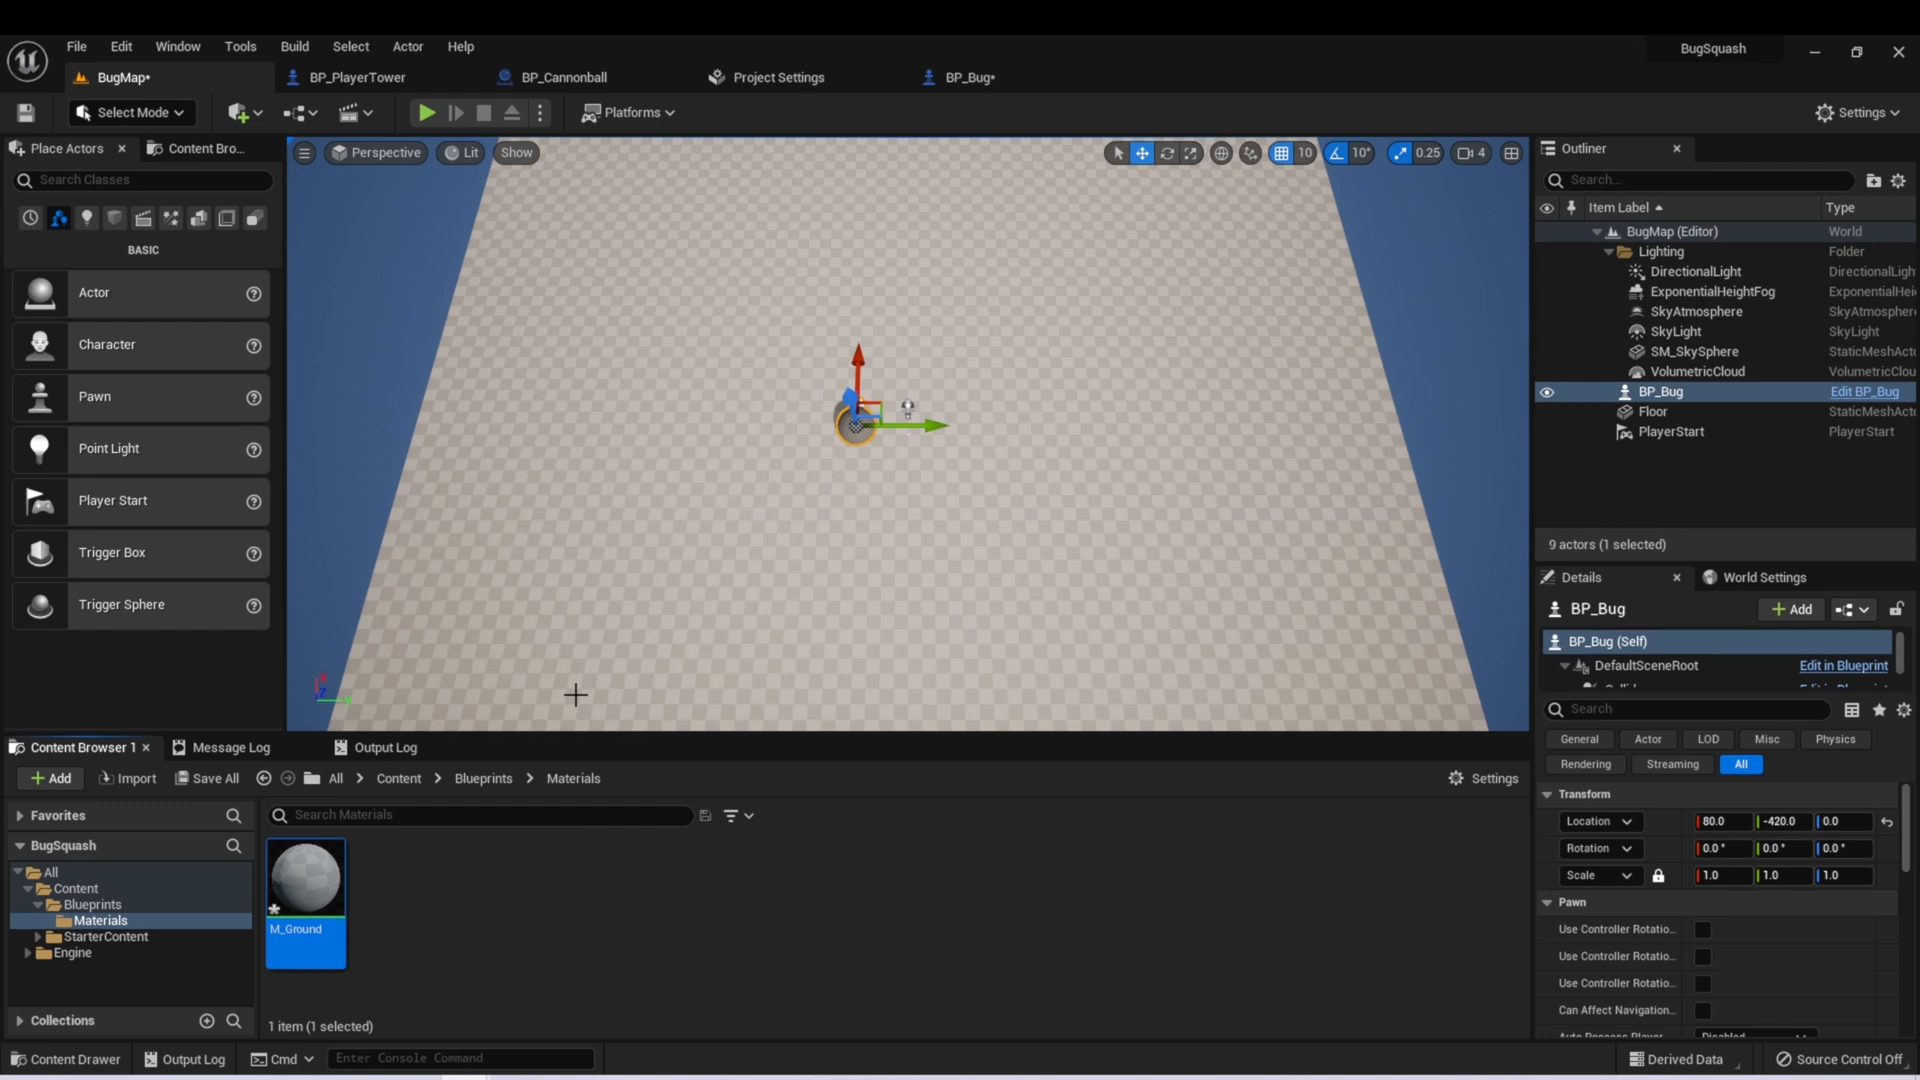 File Edit Window Tools Build Select Actor Help BugSquash
BugMap* BP_PlayerTower BP_Cannonball Project Settings BP_Bug*
Select Mode Platforms Settings
Place Actors Content Bro...
Search Classes
BASIC
Actor
Character
Pawn
Point Light
Player Start
Trigger Box
Trigger Sphere
Perspective Lit Show 10 10° 0.25 4
Outliner
Search...
Item Label Type
BugMap (Editor) World
Lighting Folder
DirectionalLight DirectionalLigh
ExponentialHeightFog ExponentialHei
SkyAtmosphere SkyAtmospher
SkyLight SkyLight
SM_SkySphere StaticMeshAct
VolumetricCloud VolumetricClou
BP_Bug Edit BP_Bug
Floor StaticMeshAct
PlayerStart PlayerStart
9 actors (1 selected)
Details World Settings
BP_Bug Add
BP_Bug (Self)
DefaultSceneRoot Edit in Blueprint
Search
General Actor LOD Misc Physics
Rendering Streaming All
Transform
Location 80.0 -420.0 0.0
Rotation 0.0 ° 0.0 ° 0.0 °
Scale 1.0 1.0 1.0
Pawn
Use Controller Rotatio...
Use Controller Rotatio...
Use Controller Rotatio...
Can Affect Navigation...
Content Browser 1 Message Log Output Log
Add Import Save All All Content Blueprints Materials Settings
Favorites
BugSquash
All
Content
Blueprints
Materials
StarterContent
Engine
Collections
Search Materials
M_Ground
1 item (1 selected)
Content Drawer Output Log Cmd Enter Console Command Derived Data Source Control Off